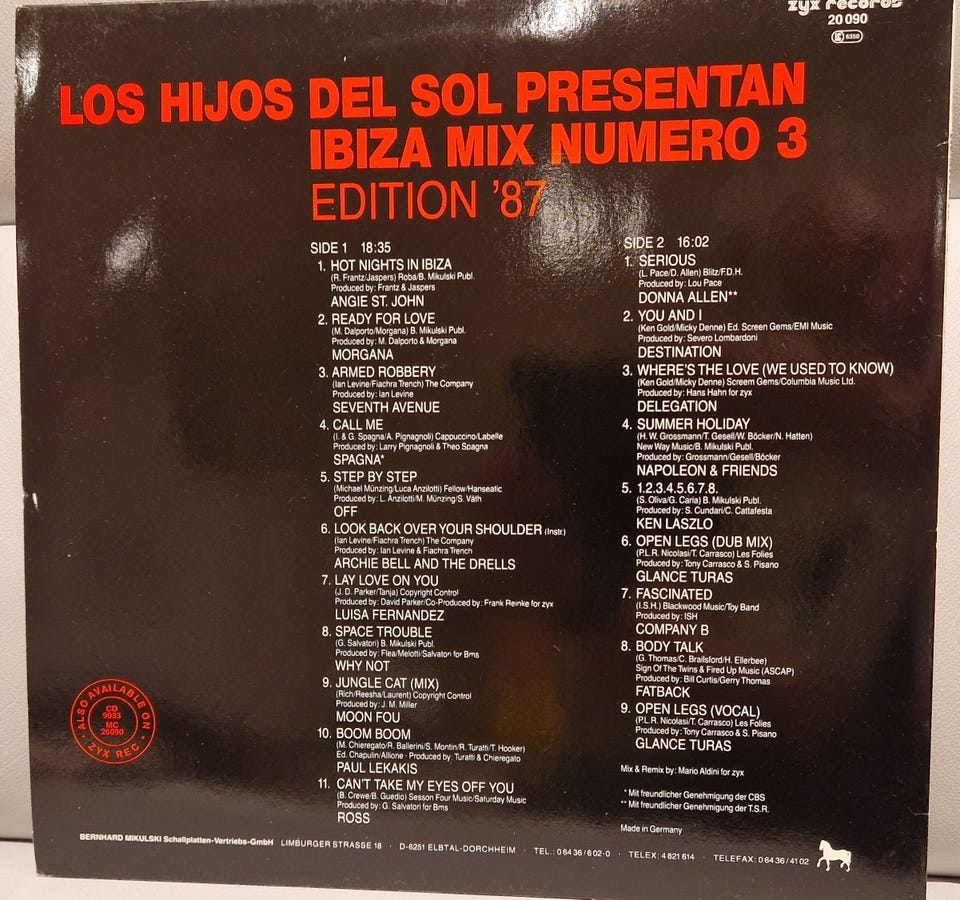 zyx records
20 090
LC 6350
LOS HIJOS DEL SOL PRESENTAN
IBIZA MIX NUMERO 3
EDITION '87
SIDE 1 18:35
1. HOT NIGHTS IN IBIZA
(R. Frantz/Jaspers) Roba/B. Mikulski Publ.
Produced by: Frantz & Jaspers
ANGIE ST. JOHN
2. READY FOR LOVE
(M. Dalporto/Morgana) B. Mikulski Publ.
Produced by: M. Dalporto & Morgana
MORGANA
3. ARMED ROBBERY
(Ian Levine/Fiachra Trench) The Company
Produced by: Ian Levine
SEVENTH AVENUE
4. CALL ME
(I. & G. Spagna/A. Pignagnoli) Cappuccino/Labelle
Produced by: Larry Pignagnoli & Theo Spagna
SPAGNA*
5. STEP BY STEP
(Michael Münzing/Luca Anzilotti) Fellow/Hanseatic
Produced by: L. Anzilotti/M. Münzing/S. Väth
OFF
6. LOOK BACK OVER YOUR SHOULDER (Instr.)
(Ian Levine/Fiachra Trench) The Company
Produced by: Ian Levine & Fiachra Trench
ARCHIE BELL AND THE DRELLS
7. LAY LOVE ON YOU
(J. D. Parker/Tanja) Copyright Control
Produced by: David Parker/Co-Produced by: Frank Reinke for zyx
LUISA FERNANDEZ
8. SPACE TROUBLE
(G. Salvatori) B. Mikulski Publ.
Produced by: Flea/Melotti/Salvatori for Bms
WHY NOT
9. JUNGLE CAT (MIX)
(Rich/Reesha/Laurent) Copyright Control
Produced by: J. M. Miller
MOON FOU
10. BOOM BOOM
(M. Chieregato/R. Ballerini/S. Montin/R. Turatti/T. Hooker)
Ed. Chapulin/Allione · Produced by: Turatti & Chieregato
PAUL LEKAKIS
11. CAN'T TAKE MY EYES OFF YOU
(B. Crewe/B. Guedio) Sesson Four Music/Saturday Music
Produced by: G. Salvatori for Bms
ROSS
SIDE 2 16:02
1. SERIOUS
(L. Pace/D. Allen) Blitz/F.D.H.
Produced by: Lou Pace
DONNA ALLEN**
2. YOU AND I
(Ken Gold/Micky Denne) Ed. Screen Gems/EMI Music
Produced by: Severo Lombardoni
DESTINATION
3. WHERE'S THE LOVE (WE USED TO KNOW)
(Ken Gold/Micky Denne) Screem Gems/Columbia Music Ltd.
Produced by: Hans Hahn for zyx
DELEGATION
4. SUMMER HOLIDAY
(H. W. Grossmann/T. Gesell/W. Böcker/N. Hatten)
New Way Music/B. Mikulski Publ.
Produced by: Grossmann/Gesell/Böcker
NAPOLEON & FRIENDS
5. 1.2.3.4.5.6.7.8.
(S. Oliva/G. Caria) B. Mikulski Publ.
Produced by: S. Cundari/C. Cattafesta
KEN LASZLO
6. OPEN LEGS (DUB MIX)
(P.L.R. Nicolasi/T. Carrasco) Les Folies
Produced by: Tony Carrasco & S. Pisano
GLANCE TURAS
7. FASCINATED
(I.S.H.) Blackwood Music/Toy Band
Produced by: ISH
COMPANY B
8. BODY TALK
(G. Thomas/C. Brailsford/H. Ellerbee)
Sign Of The Twins & Fired Up Music (ASCAP)
Produced by: Bill Curtis/Gerry Thomas
FATBACK
9. OPEN LEGS (VOCAL)
(P.L.R. Nicolasi/T. Carrasco) Les Folies
Produced by: Tony Carrasco & S. Pisano
GLANCE TURAS
Mix & Remix by: Mario Aldini for zyx
* Mit freundlicher Genehmigung der CBS
** Mit freundlicher Genehmigung der T.S.R.
Made in Germany
ALSO AVAILABLE ON
CD
9033
MC
26090
ZYX REC
BERNHARD MIKULSKI Schallplatten-Vertriebs-GmbH LIMBURGER STRASSE 18 · D-6251 ELBTAL-DORCHHEIM · TEL.: 0 64 36 / 6 02-0 · TELEX: 4 821 614 · TELEFAX: 0 64 36 / 41 02